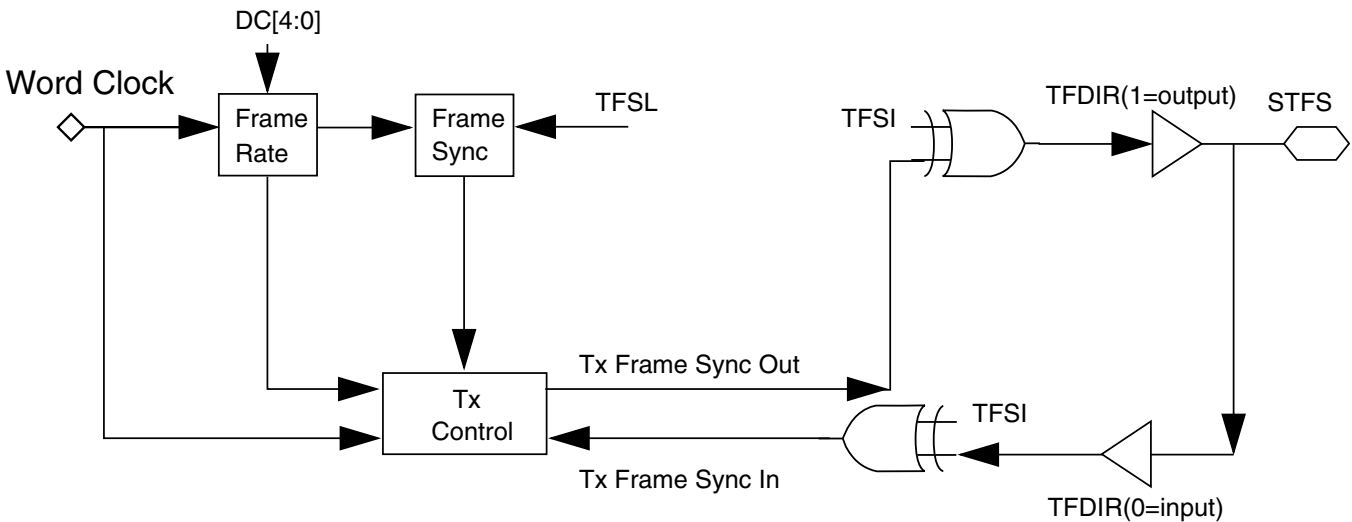 DC[4:0]
Word Clock
Frame
Rate
Frame
Sync
TFSL
TFSI
TFDIR(1=output)
STFS
Tx Frame Sync Out
Tx
Control
TFSI
Tx Frame Sync In
TFDIR(0=input)